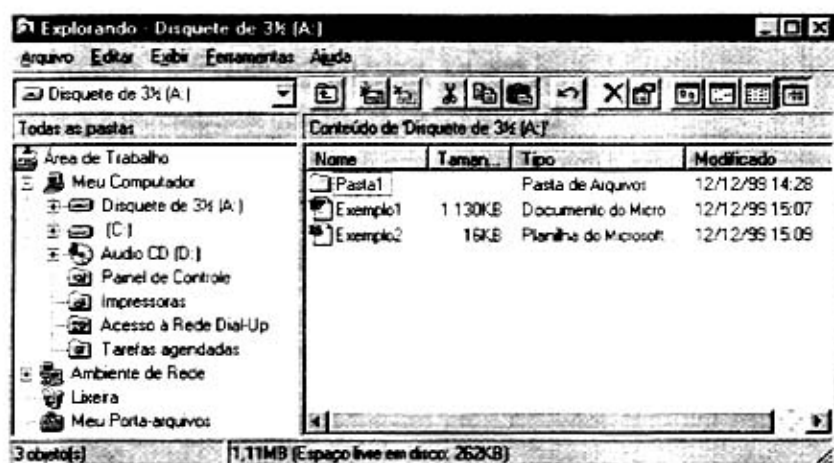 Explorando - Disquete de 3½ (A:)
Arquivo Editar Exibir Ferramentas Ajuda
Disquete de 3½ (A:)
Todas as pastas
Conteúdo de 'Disquete de 3½ (A:)'
Área de Trabalho
Meu Computador
Disquete de 3½ (A:)
(C:)
Audio CD (D:)
Painel de Controle
Impressoras
Acesso à Rede Dial-Up
Tarefas agendadas
Ambiente de Rede
Lixeira
Meu Porta-arquivos
Nome Taman... Tipo Modificado
Pasta1 Pasta de Arquivos 12/12/99 14:28
Exemplo1 1.130KB Documento do Micro... 12/12/99 15:07
Exemplo2 16KB Planilha do Microsoft... 12/12/99 15:09
3 objeto(s) 1,11MB (Espaço livre em disco: 262KB)